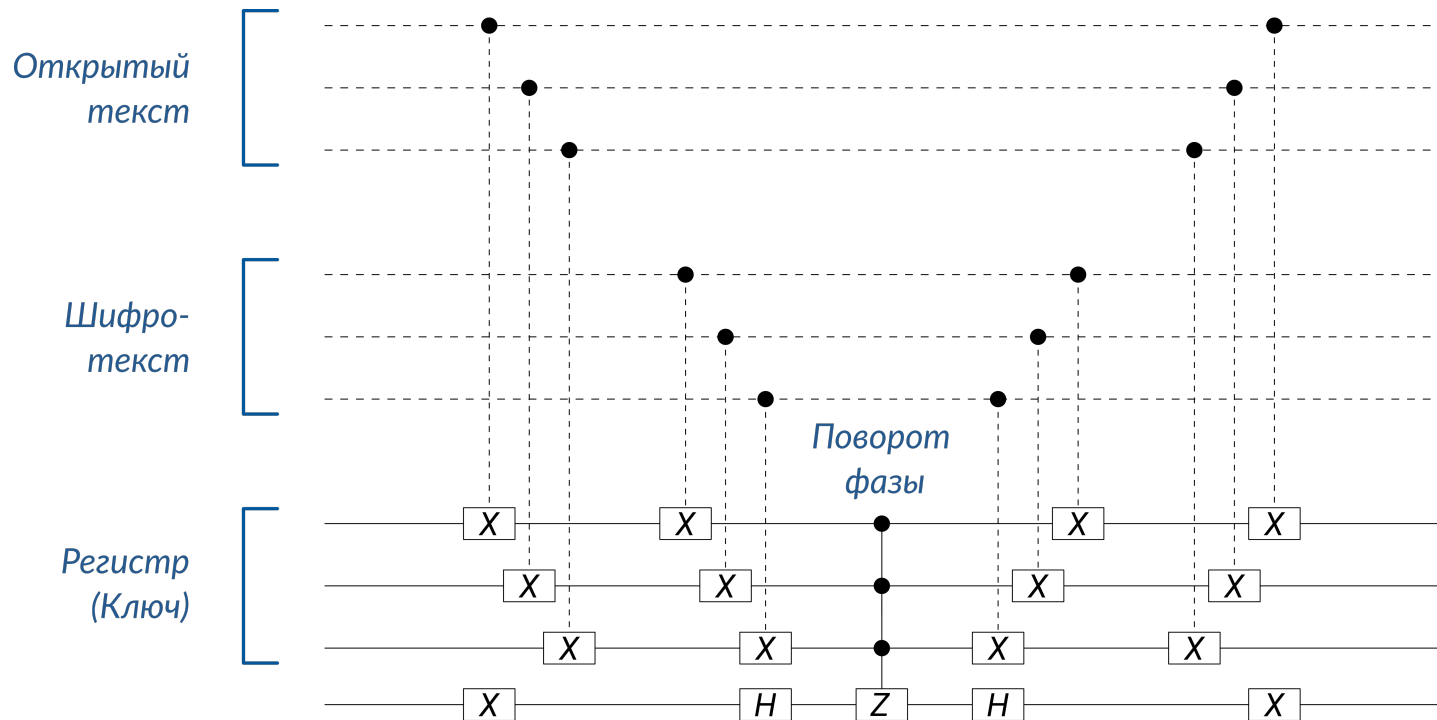 Открытый
текст
Шифро-
текст
Поворот
фазы
Регистр
(Ключ)
X X X X
X X X X
X X X X
X H Z H X